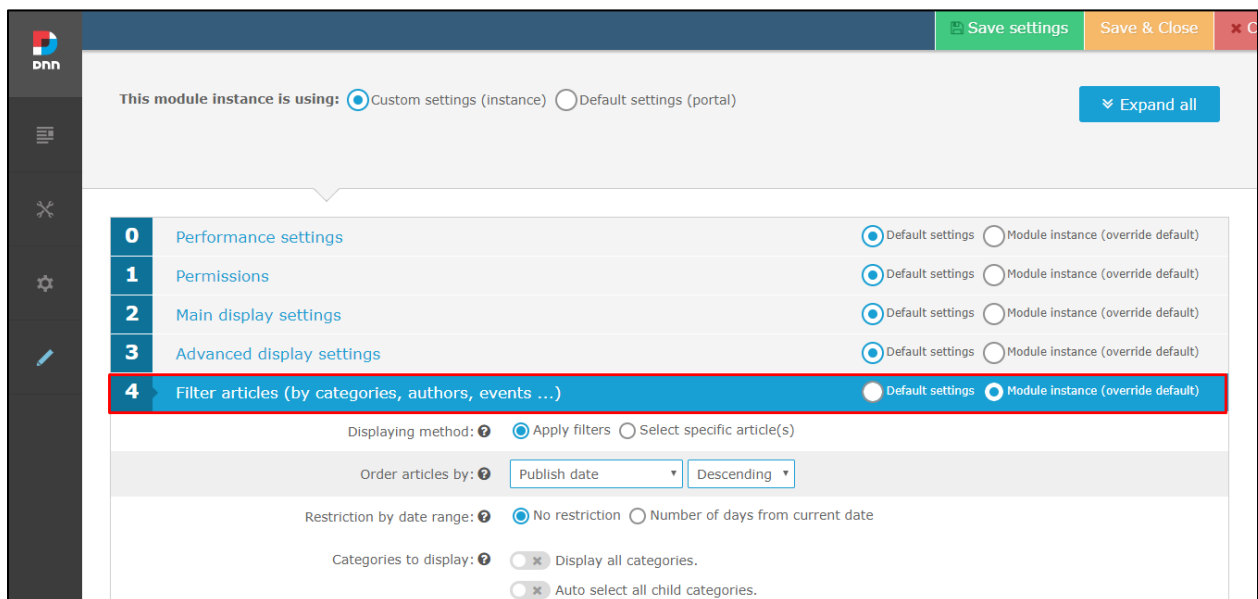 Save settings
Save & Close
DNN
This module instance is using: Custom settings (instance) Default settings (portal)
Expand all
0 Performance settings Default settings Module instance (override default)
1 Permissions Default settings Module instance (override default)
2 Main display settings Default settings Module instance (override default)
3 Advanced display settings Default settings Module instance (override default)
4 Filter articles (by categories, authors, events ...) Default settings Module instance (override default)
Displaying method: Apply filters Select specific article(s)
Order articles by: Publish date Descending
Restriction by date range: No restriction Number of days from current date
Categories to display: Display all categories.
Auto select all child categories.